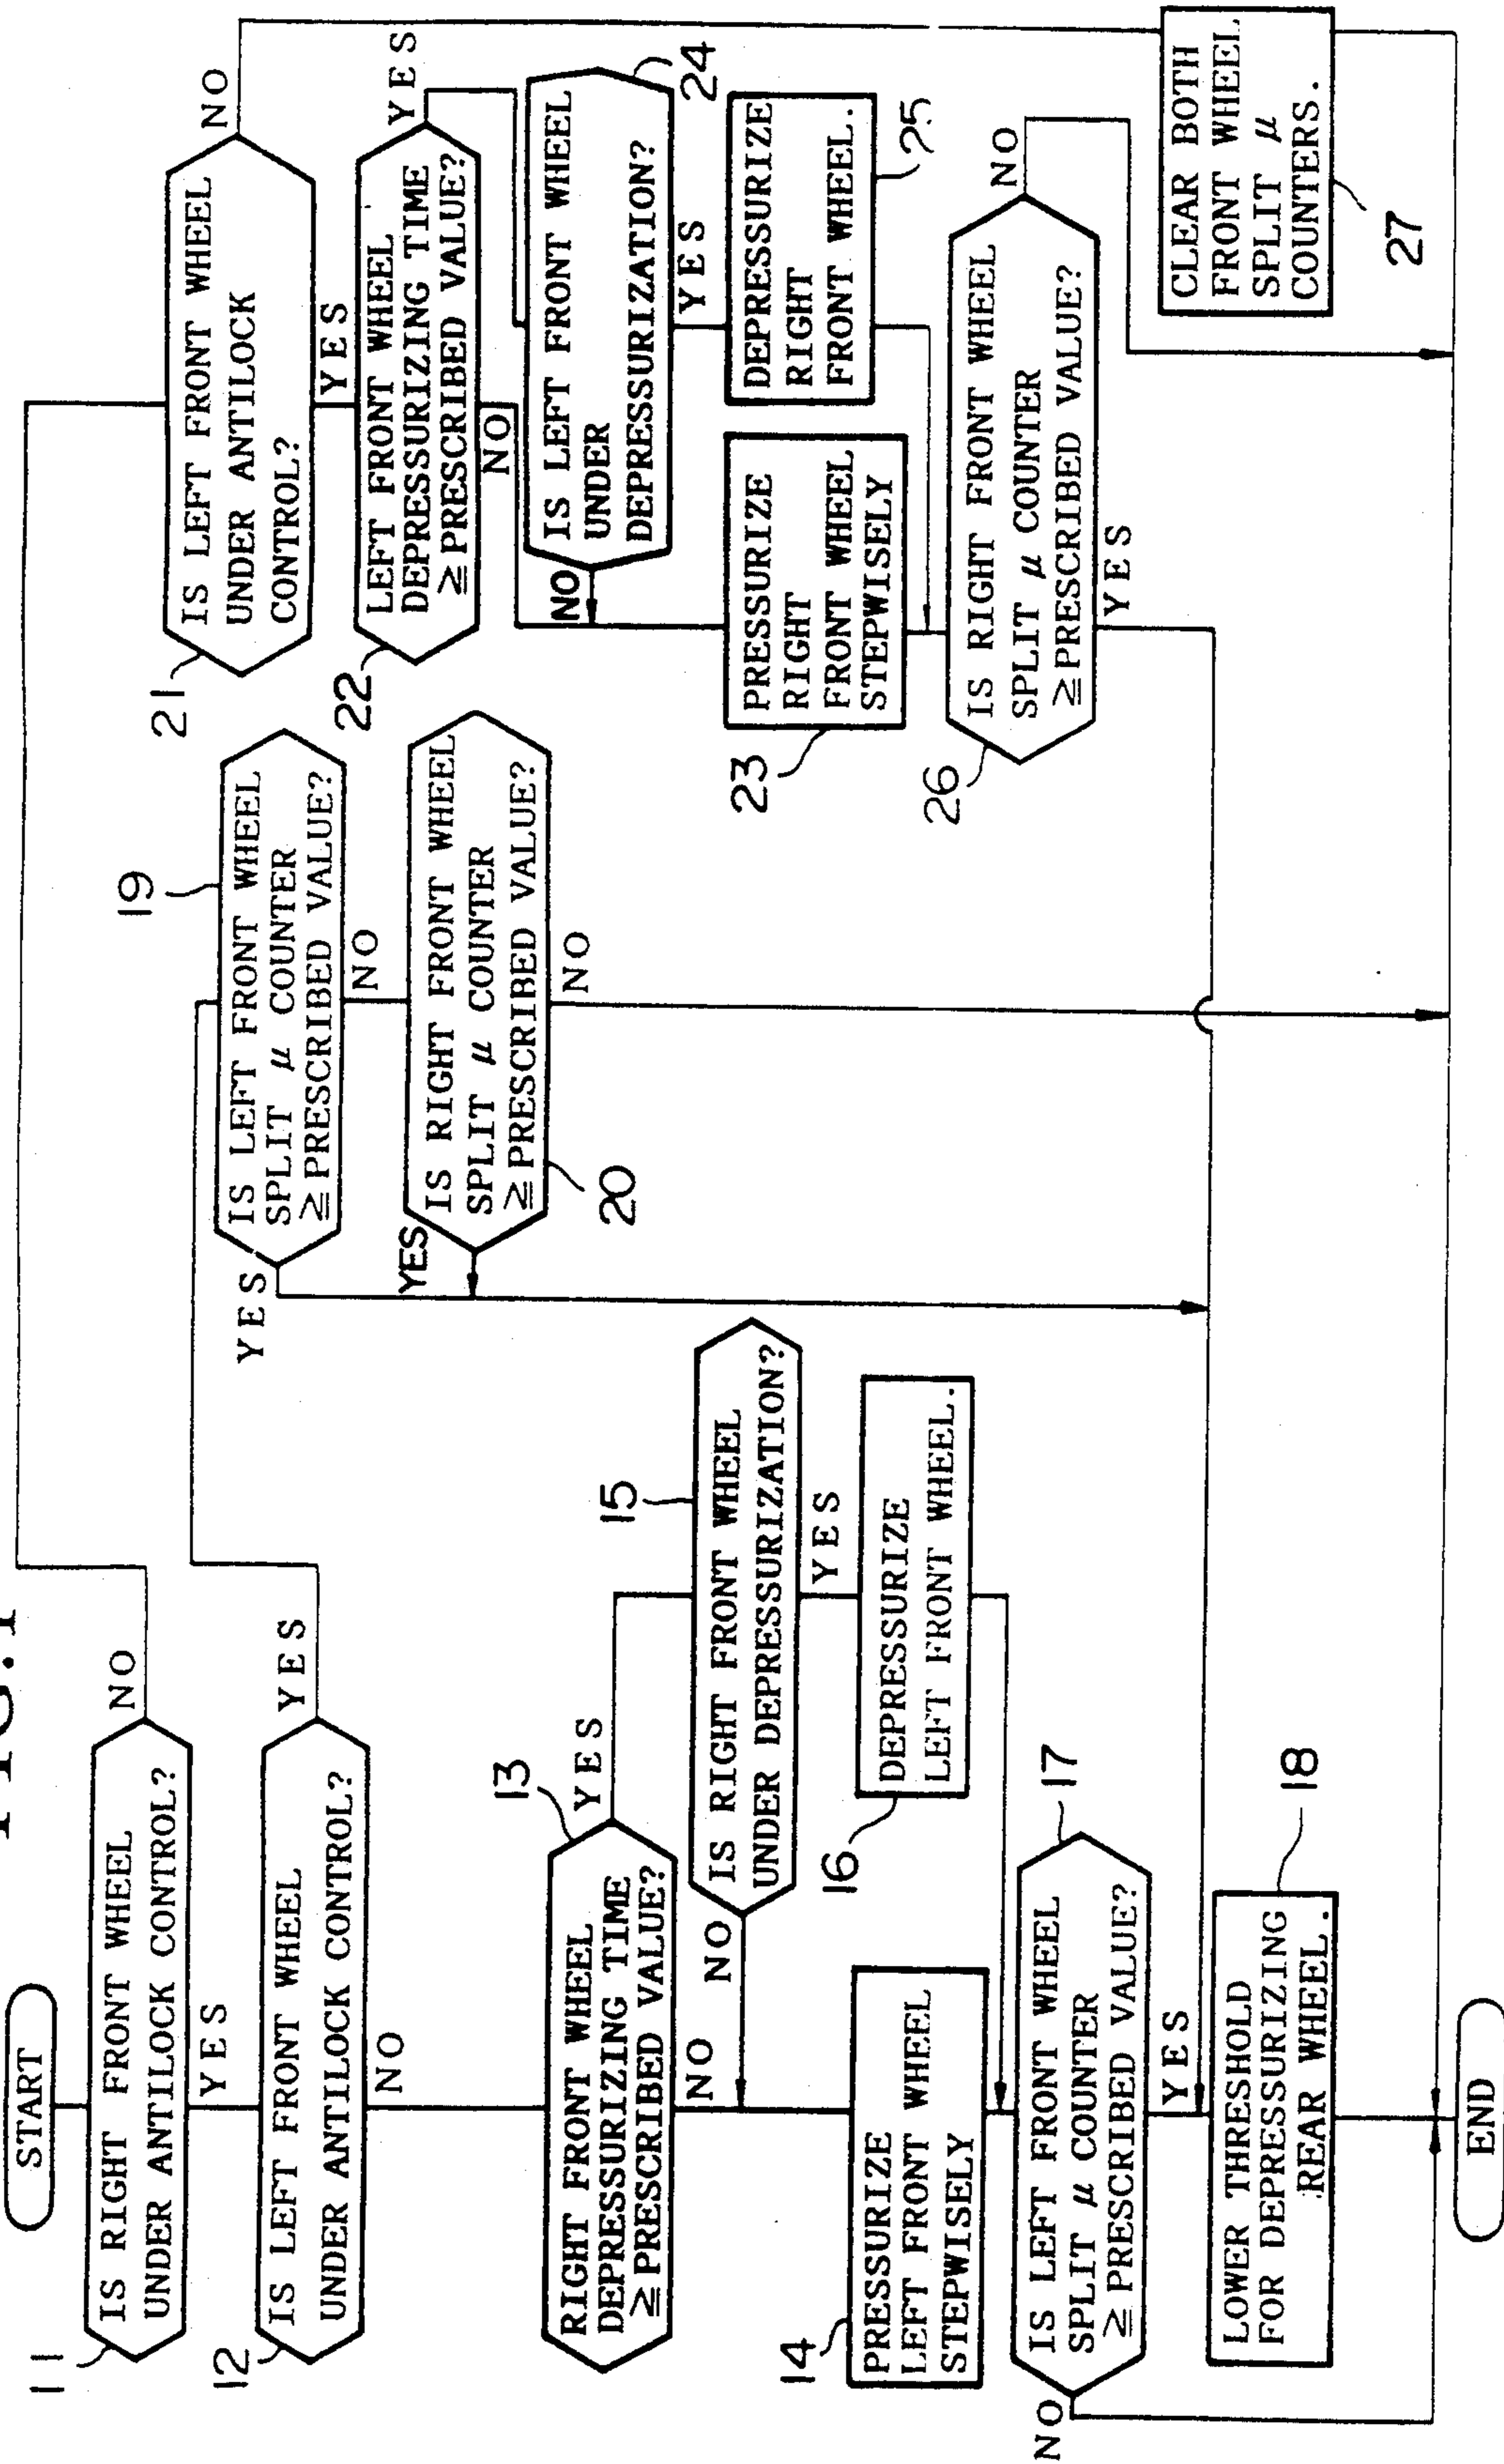 START
11
IS RIGHT FRONT WHEEL
UNDER ANTILOCK CONTROL?
NO
YES
12
IS LEFT FRONT WHEEL
UNDER ANTILOCK CONTROL?
YES
NO
13
RIGHT FRONT WHEEL
DEPRESSURIZING TIME
≧PRESCRIBED VALUE?
YES
NO
15
IS RIGHT FRONT WHEEL
UNDER DEPRESSURIZATION?
NO
YES
14
PRESSURIZE
LEFT FRONT WHEEL
STEPWISELY
16
DEPRESSURIZE
LEFT FRONT WHEEL.
17
IS LEFT FRONT WHEEL
SPLIT μ COUNTER
≧ PRESCRIBED VALUE?
NO
YES
18
LOWER THRESHOLD
FOR DEPRESSURIZING
REAR WHEEL.
END
19
IS LEFT FRONT WHEEL
SPLIT μ COUNTER
≧PRESCRIBED VALUE?
YES
NO
20
IS RIGHT FRONT WHEEL
SPLIT μ COUNTER
≧PRESCRIBED VALUE?
YES
NO
21
IS LEFT FRONT WHEEL
UNDER ANTILOCK
CONTROL?
NO
YES
22
LEFT FRONT WHEEL
DEPRESSURIZING TIME
≧PRESCRIBED VALUE?
YES
NO
24
IS LEFT FRONT WHEEL
UNDER
DEPRESSURIZATION?
NO
YES
23
PRESSURIZE
RIGHT
FRONT WHEEL
STEPWISELY
25
DEPRESSURIZE
RIGHT
FRONT WHEEL.
26
IS RIGHT FRONT WHEEL
SPLIT μ COUNTER
≧PRESCRIBED VALUE?
NO
YES
27
CLEAR BOTH
FRONT WHEEL
SPLIT μ
COUNTERS.